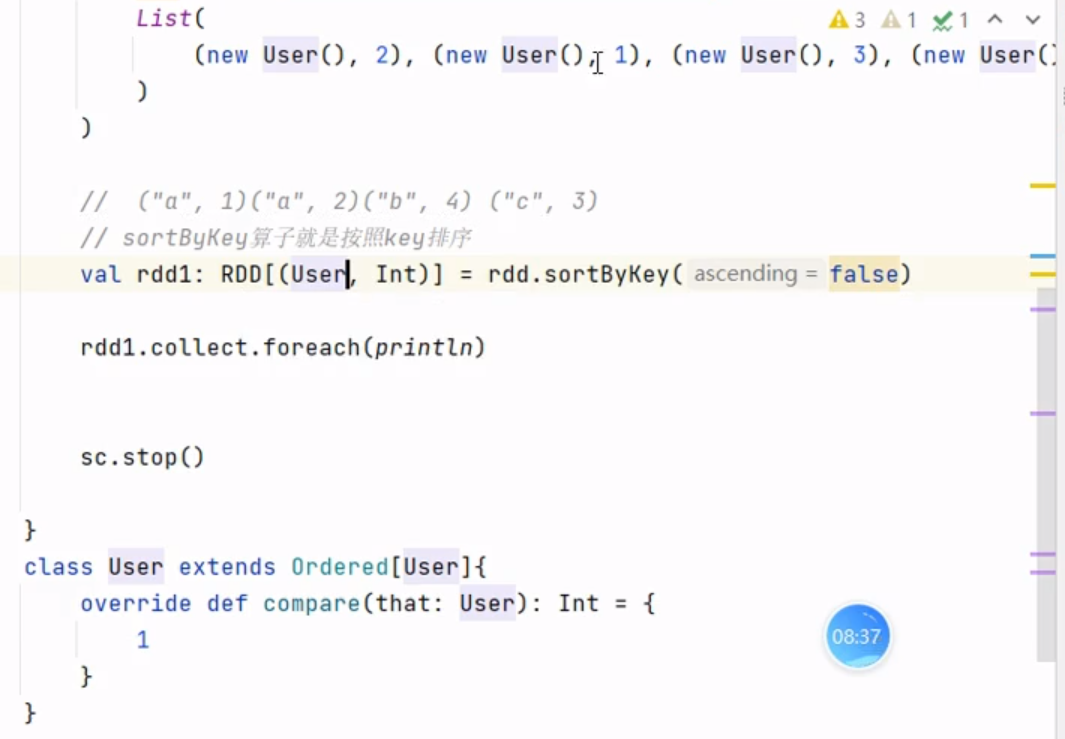 List(
⚠ 3 ⚠ 1 ✓ 1
(new User(), 2), (new User(), 1), (new User(), 3), (new User()
)
)
// ("a", 1)("a", 2)("b", 4) ("c", 3)
// sortByKey算子就是按照key排序
val rdd1: RDD[(User, Int)] = rdd.sortByKey( ascending = false)
rdd1.collect.foreach(println)
sc.stop()
}
class User extends Ordered[User]{
override def compare(that: User): Int = {
1
08:37
}
}